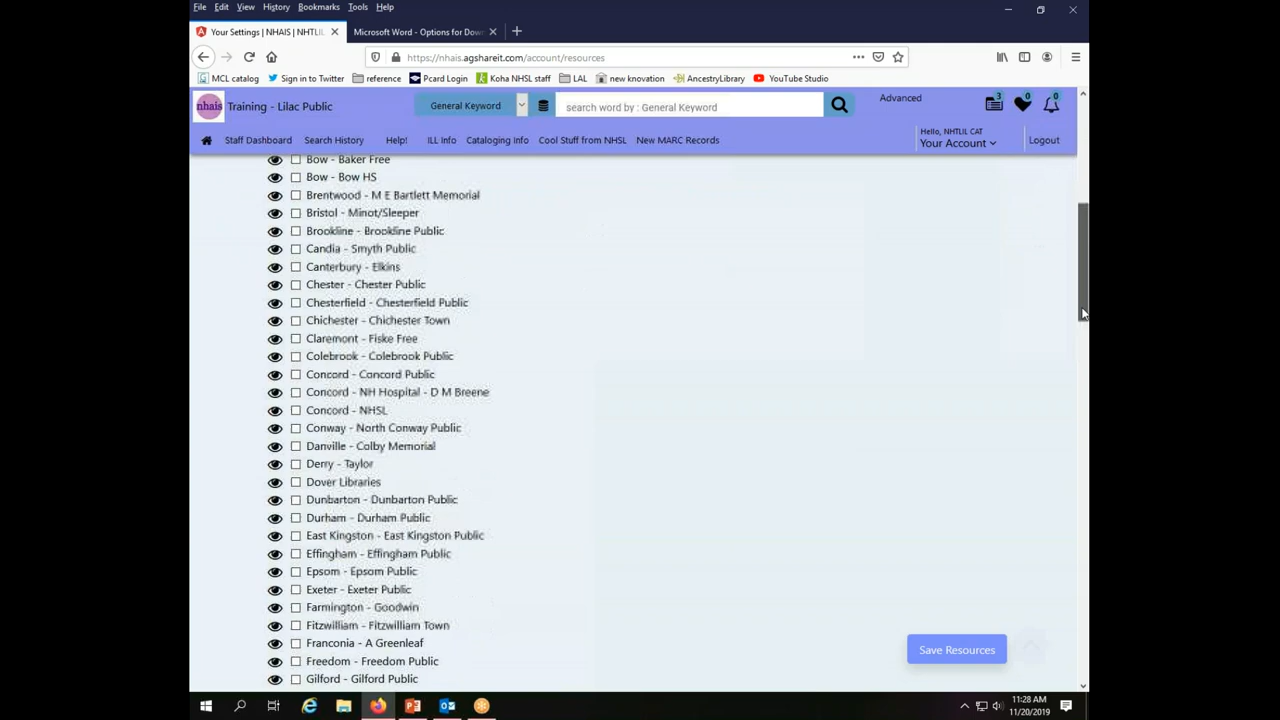 File Edit View History Bookmarks Tools Help
Your Settings | NHAIS | NHTLIL
Microsoft Word - Options for Dow
https://nhais.agshareit.com/account/resources
MCL catalog Sign in to Twitter reference Pcard Login Koha NHSL staff LAL new knovation AncestryLibrary YouTube Studio
nhais Training - Lilac Public General Keyword search word by : General Keyword Advanced 3 0 0
Staff Dashboard Search History Help! ILL Info Cataloging Info Cool Stuff from NHSL New MARC Records
Hello, NHTLIL CAT
Your Account Logout
Bow - Baker Free
Bow - Bow HS
Brentwood - M E Bartlett Memorial
Bristol - Minot/Sleeper
Brookline - Brookline Public
Candia - Smyth Public
Canterbury - Elkins
Chester - Chester Public
Chesterfield - Chesterfield Public
Chichester - Chichester Town
Claremont - Fiske Free
Colebrook - Colebrook Public
Concord - Concord Public
Concord - NH Hospital - D M Breene
Concord - NHSL
Conway - North Conway Public
Danville - Colby Memorial
Derry - Taylor
Dover Libraries
Dunbarton - Dunbarton Public
Durham - Durham Public
East Kingston - East Kingston Public
Effingham - Effingham Public
Epsom - Epsom Public
Exeter - Exeter Public
Farmington - Goodwin
Fitzwilliam - Fitzwilliam Town
Franconia - A Greenleaf
Freedom - Freedom Public
Gilford - Gilford Public
Save Resources
11:28 AM
11/20/2019